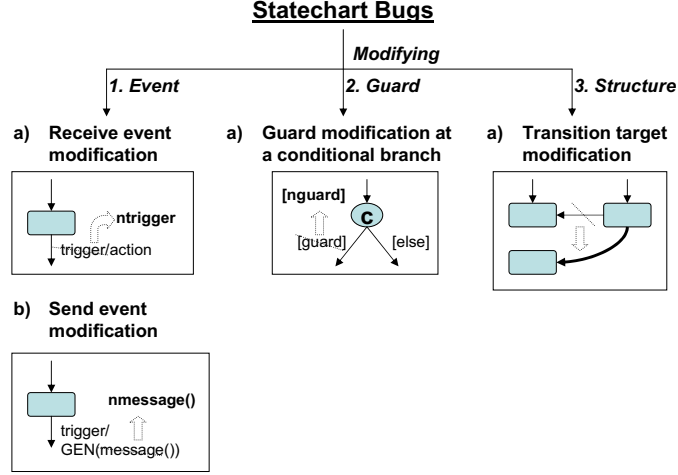 Statechart Bugs
Modifying
1. Event
2. Guard
3. Structure
a) Receive event
modification
ntrigger
trigger/action
a) Guard modification at
a conditional branch
[nguard]
C
[guard]
[else]
a) Transition target
modification
b) Send event
modification
nmessage()
trigger/
GEN(message())